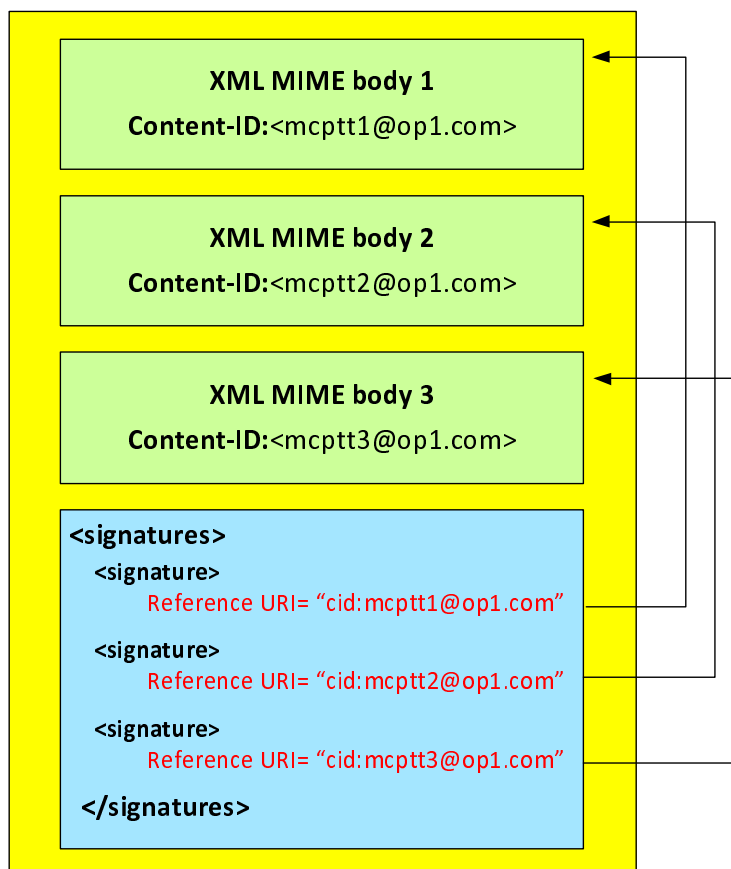 XML MIME body 1
Content-ID:<mcptt1@op1.com>
XML MIME body 2
Content-ID:<mcptt2@op1.com>
XML MIME body 3
Content-ID:<mcptt3@op1.com>
<signatures>
<signature>
Reference URI= “cid:mcptt1@op1.com”
<signature>
Reference URI= “cid:mcptt2@op1.com”
<signature>
Reference URI= “cid:mcptt3@op1.com”
</signatures>